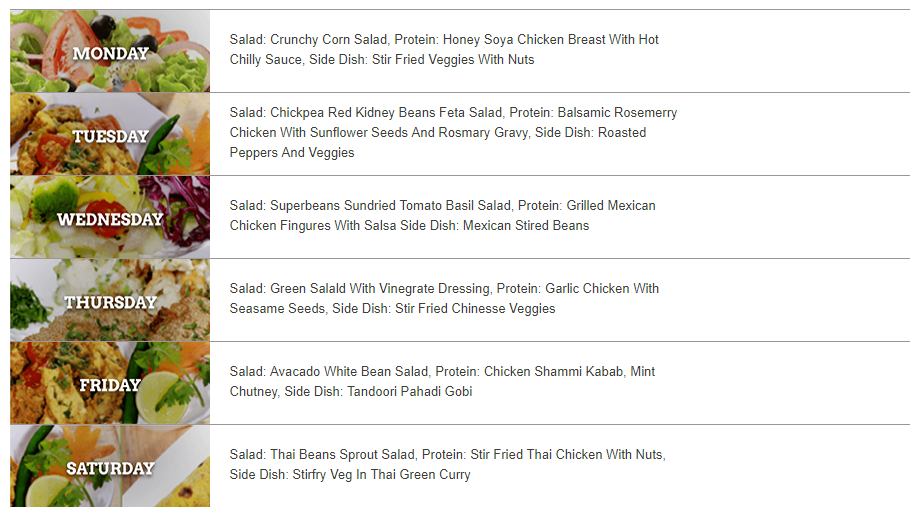 MONDAY
Salad: Crunchy Corn Salad, Protein: Honey Soya Chicken Breast With Hot
Chilly Sauce, Side Dish: Stir Fried Veggies With Nuts
TUESDAY
Salad: Chickpea Red Kidney Beans Feta Salad, Protein: Balsamic Rosemerry
Chicken With Sunflower Seeds And Rosmary Gravy, Side Dish: Roasted
Peppers And Veggies
WEDNESDAY
Salad: Superbeans Sundried Tomato Basil Salad, Protein: Grilled Mexican
Chicken Fingures With Salsa Side Dish: Mexican Stired Beans
THURSDAY
Salad: Green Salald With Vinegrate Dressing, Protein: Garlic Chicken With
Seasame Seeds, Side Dish: Stir Fried Chinesse Veggies
FRIDAY
Salad: Avacado White Bean Salad, Protein: Chicken Shammi Kabab, Mint
Chutney, Side Dish: Tandoori Pahadi Gobi
SATURDAY
Salad: Thai Beans Sprout Salad, Protein: Stir Fried Thai Chicken With Nuts,
Side Dish: Stirfry Veg In Thai Green Curry